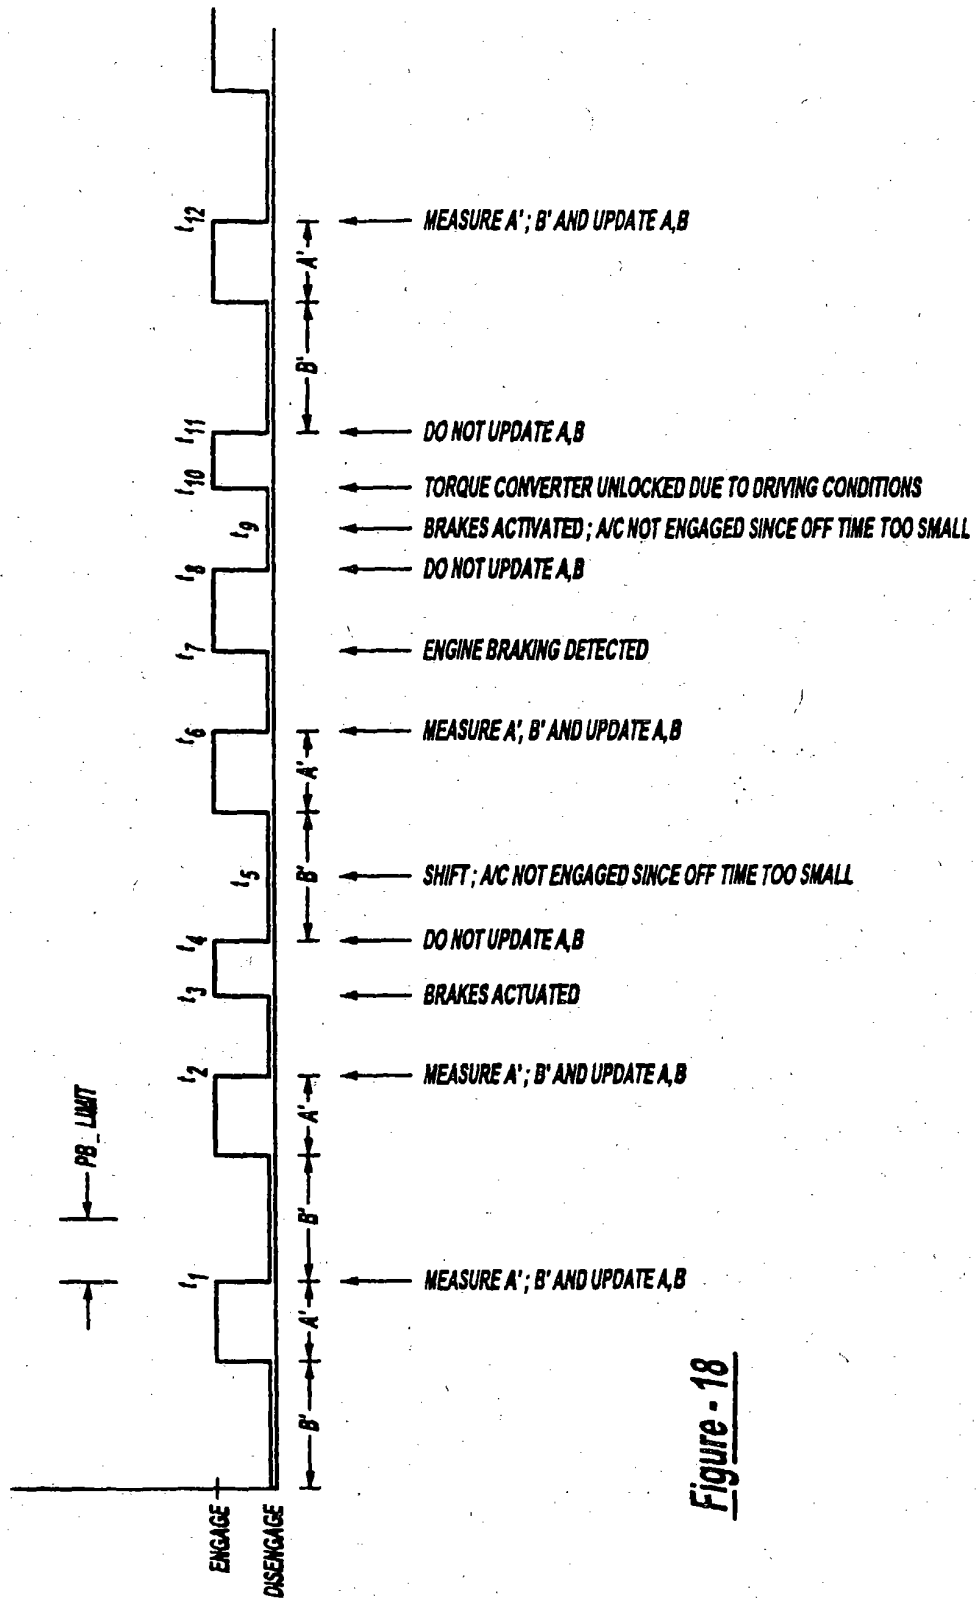 PB_LIMIT
ENGAGE
DISENGAGE
t1
t2
t3
t4
t5
t6
t7
t8
t9
t10
t11
t12
B'
A'
B'
A'
B'
A'
B'
A'
MEASURE A' ; B' AND UPDATE A,B
MEASURE A' ; B' AND UPDATE A,B
BRAKES ACTUATED
DO NOT UPDATE A,B
SHIFT ; A/C NOT ENGAGED SINCE OFF TIME TOO SMALL
MEASURE A', B' AND UPDATE A,B
ENGINE BRAKING DETECTED
DO NOT UPDATE A,B
BRAKES ACTIVATED ; A/C NOT ENGAGED SINCE OFF TIME TOO SMALL
TORQUE CONVERTER UNLOCKED DUE TO DRIVING CONDITIONS
DO NOT UPDATE A,B
MEASURE A' ; B' AND UPDATE A,B
Figure - 18